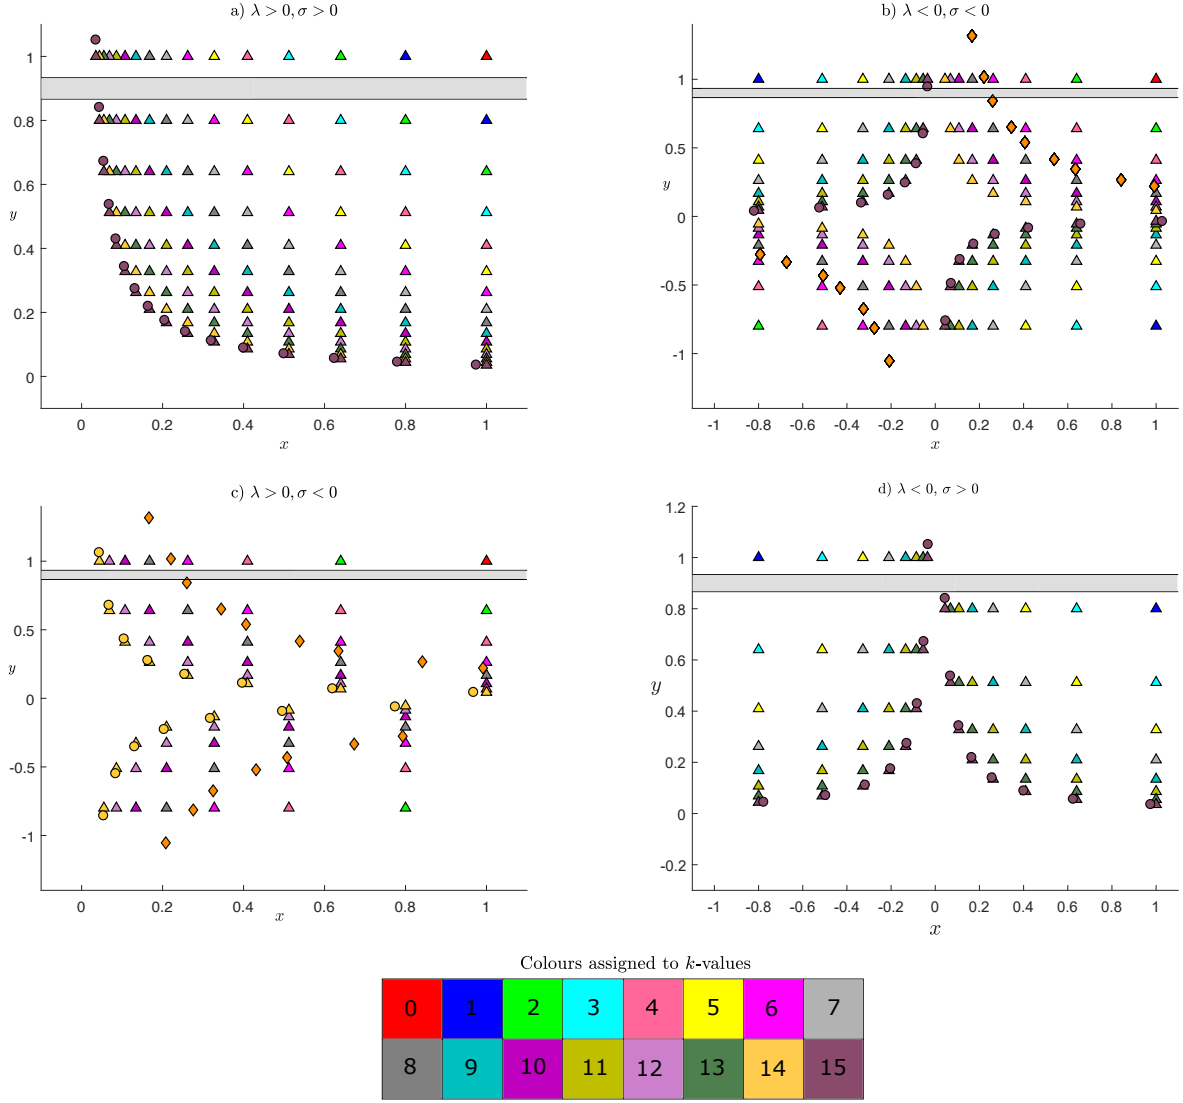 a) λ > 0, σ > 0
1
0.8
0.6
0.4
0.2
0
y
0 0.2 0.4 0.6 0.8 1
x
b) λ < 0, σ < 0
1
0.5
0
-0.5
-1
y
-1 -0.8 -0.6 -0.4 -0.2 0 0.2 0.4 0.6 0.8 1
x
c) λ > 0, σ < 0
1
0.5
0
-0.5
-1
y
0 0.2 0.4 0.6 0.8 1
x
d) λ < 0, σ > 0
1.2
1
0.8
0.6
0.4
0.2
0
-0.2
y
-1 -0.8 -0.6 -0.4 -0.2 0 0.2 0.4 0.6 0.8 1
x
Colours assigned to k-values
0 1 2 3 4 5 6 7
8 9 10 11 12 13 14 15